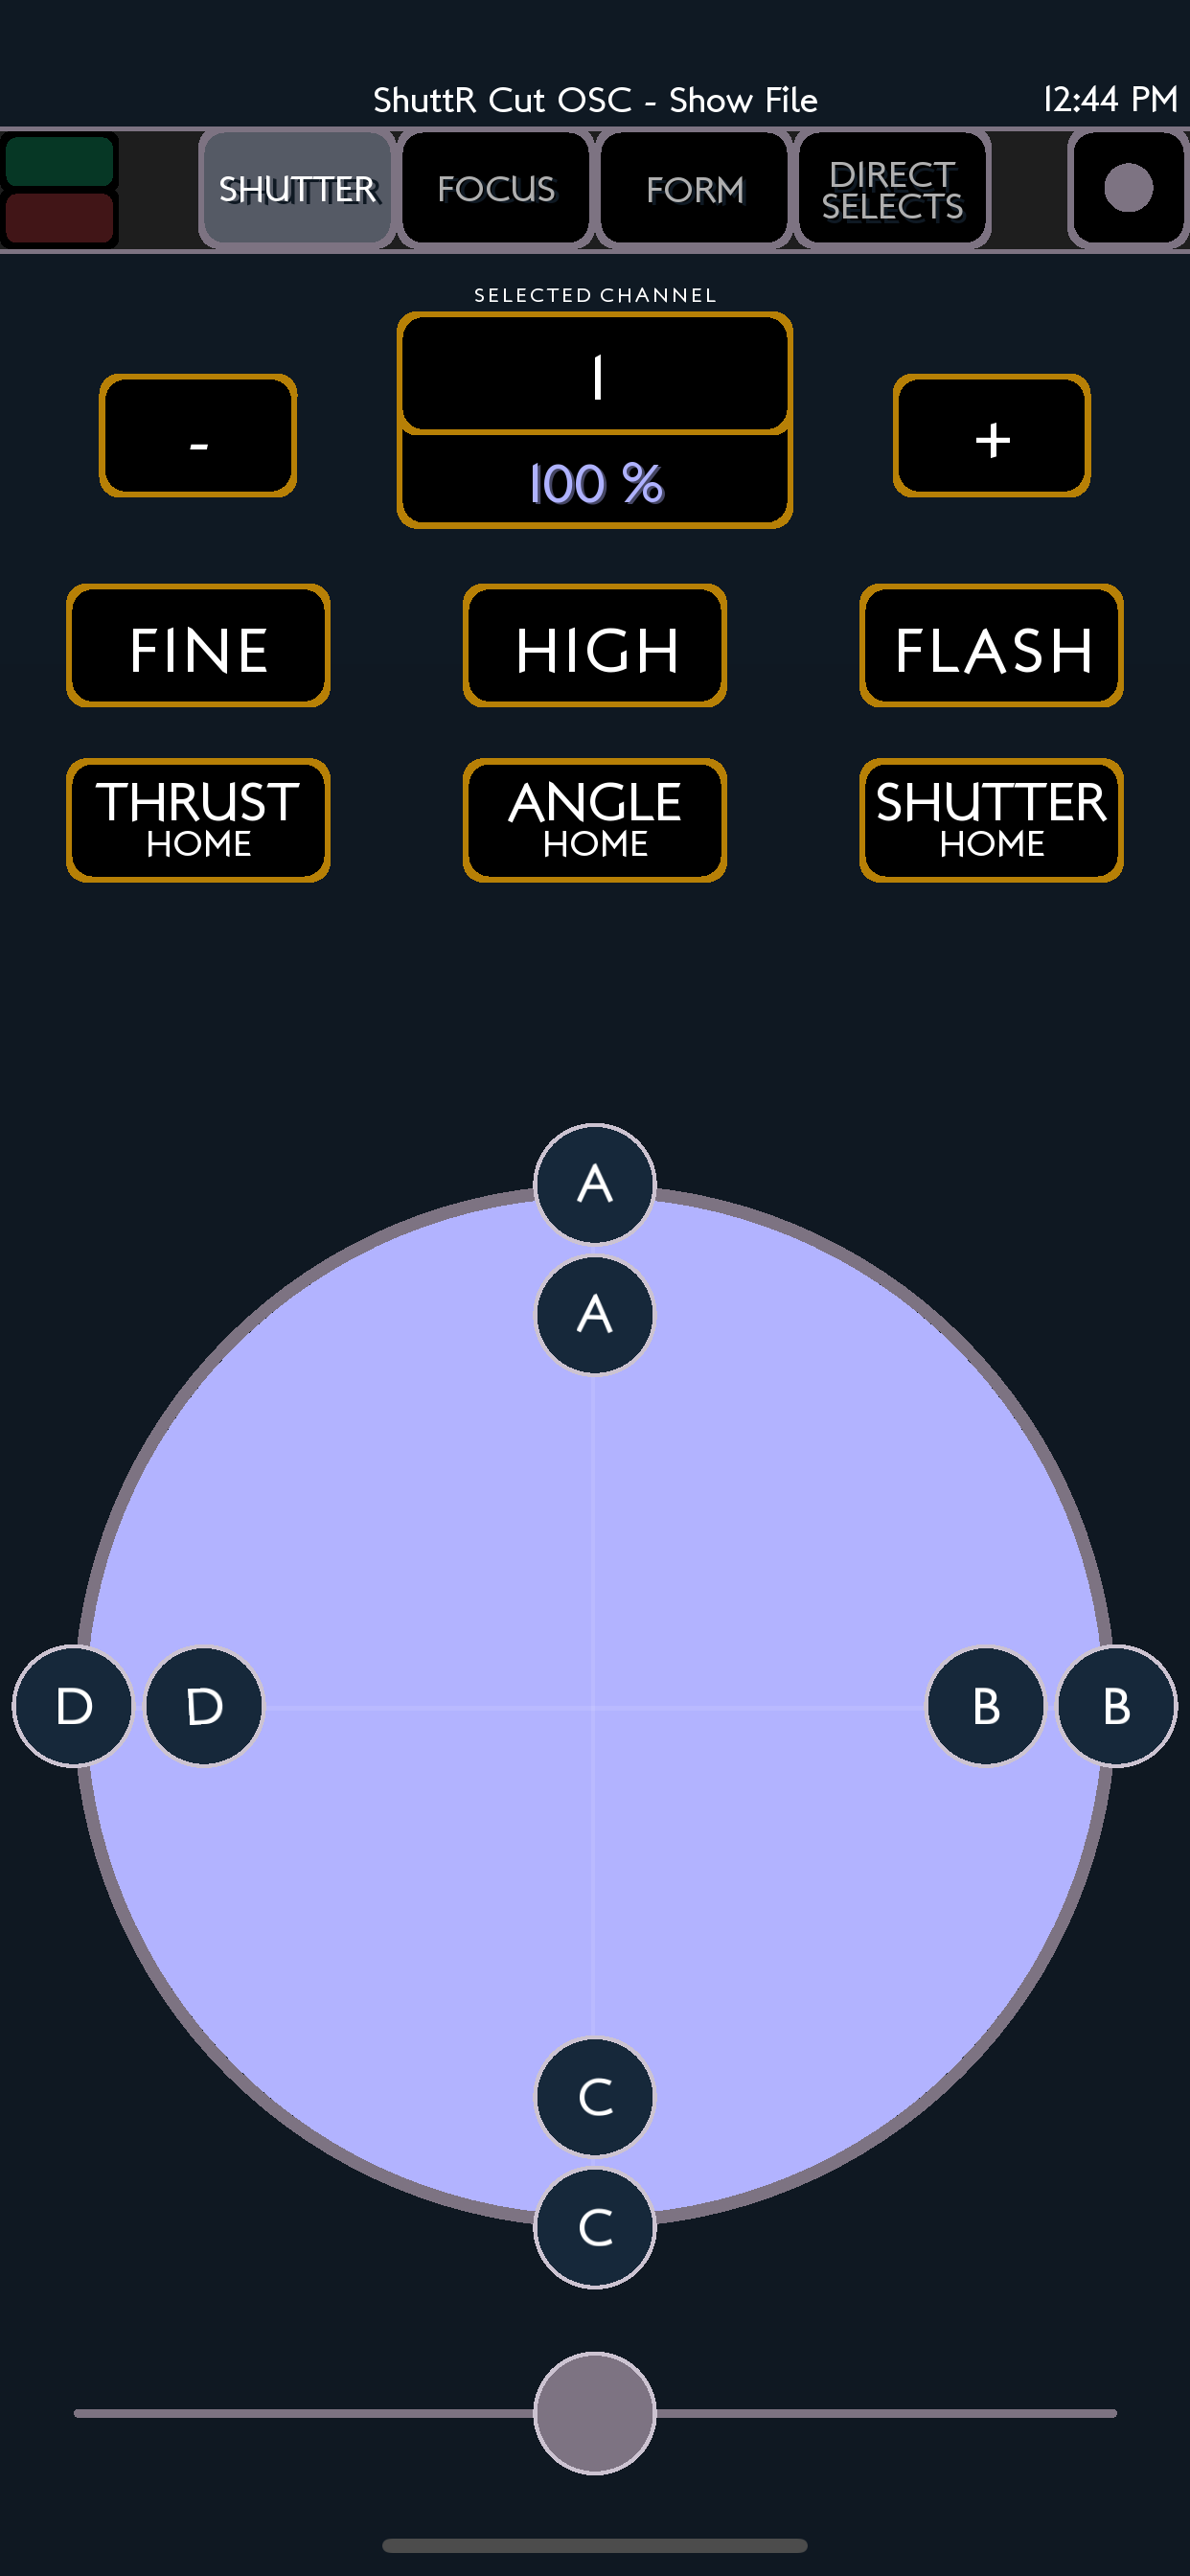 ShuttR Cut OSC - Show File
12:44 PM
SHUTTER
FOCUS
FORM
DIRECT
SELECTS
SELECTED CHANNEL
-
1
+
100 %
FINE
HIGH
FLASH
THRUST
HOME
ANGLE
HOME
SHUTTER
HOME
A
A
D
D
B
B
C
C